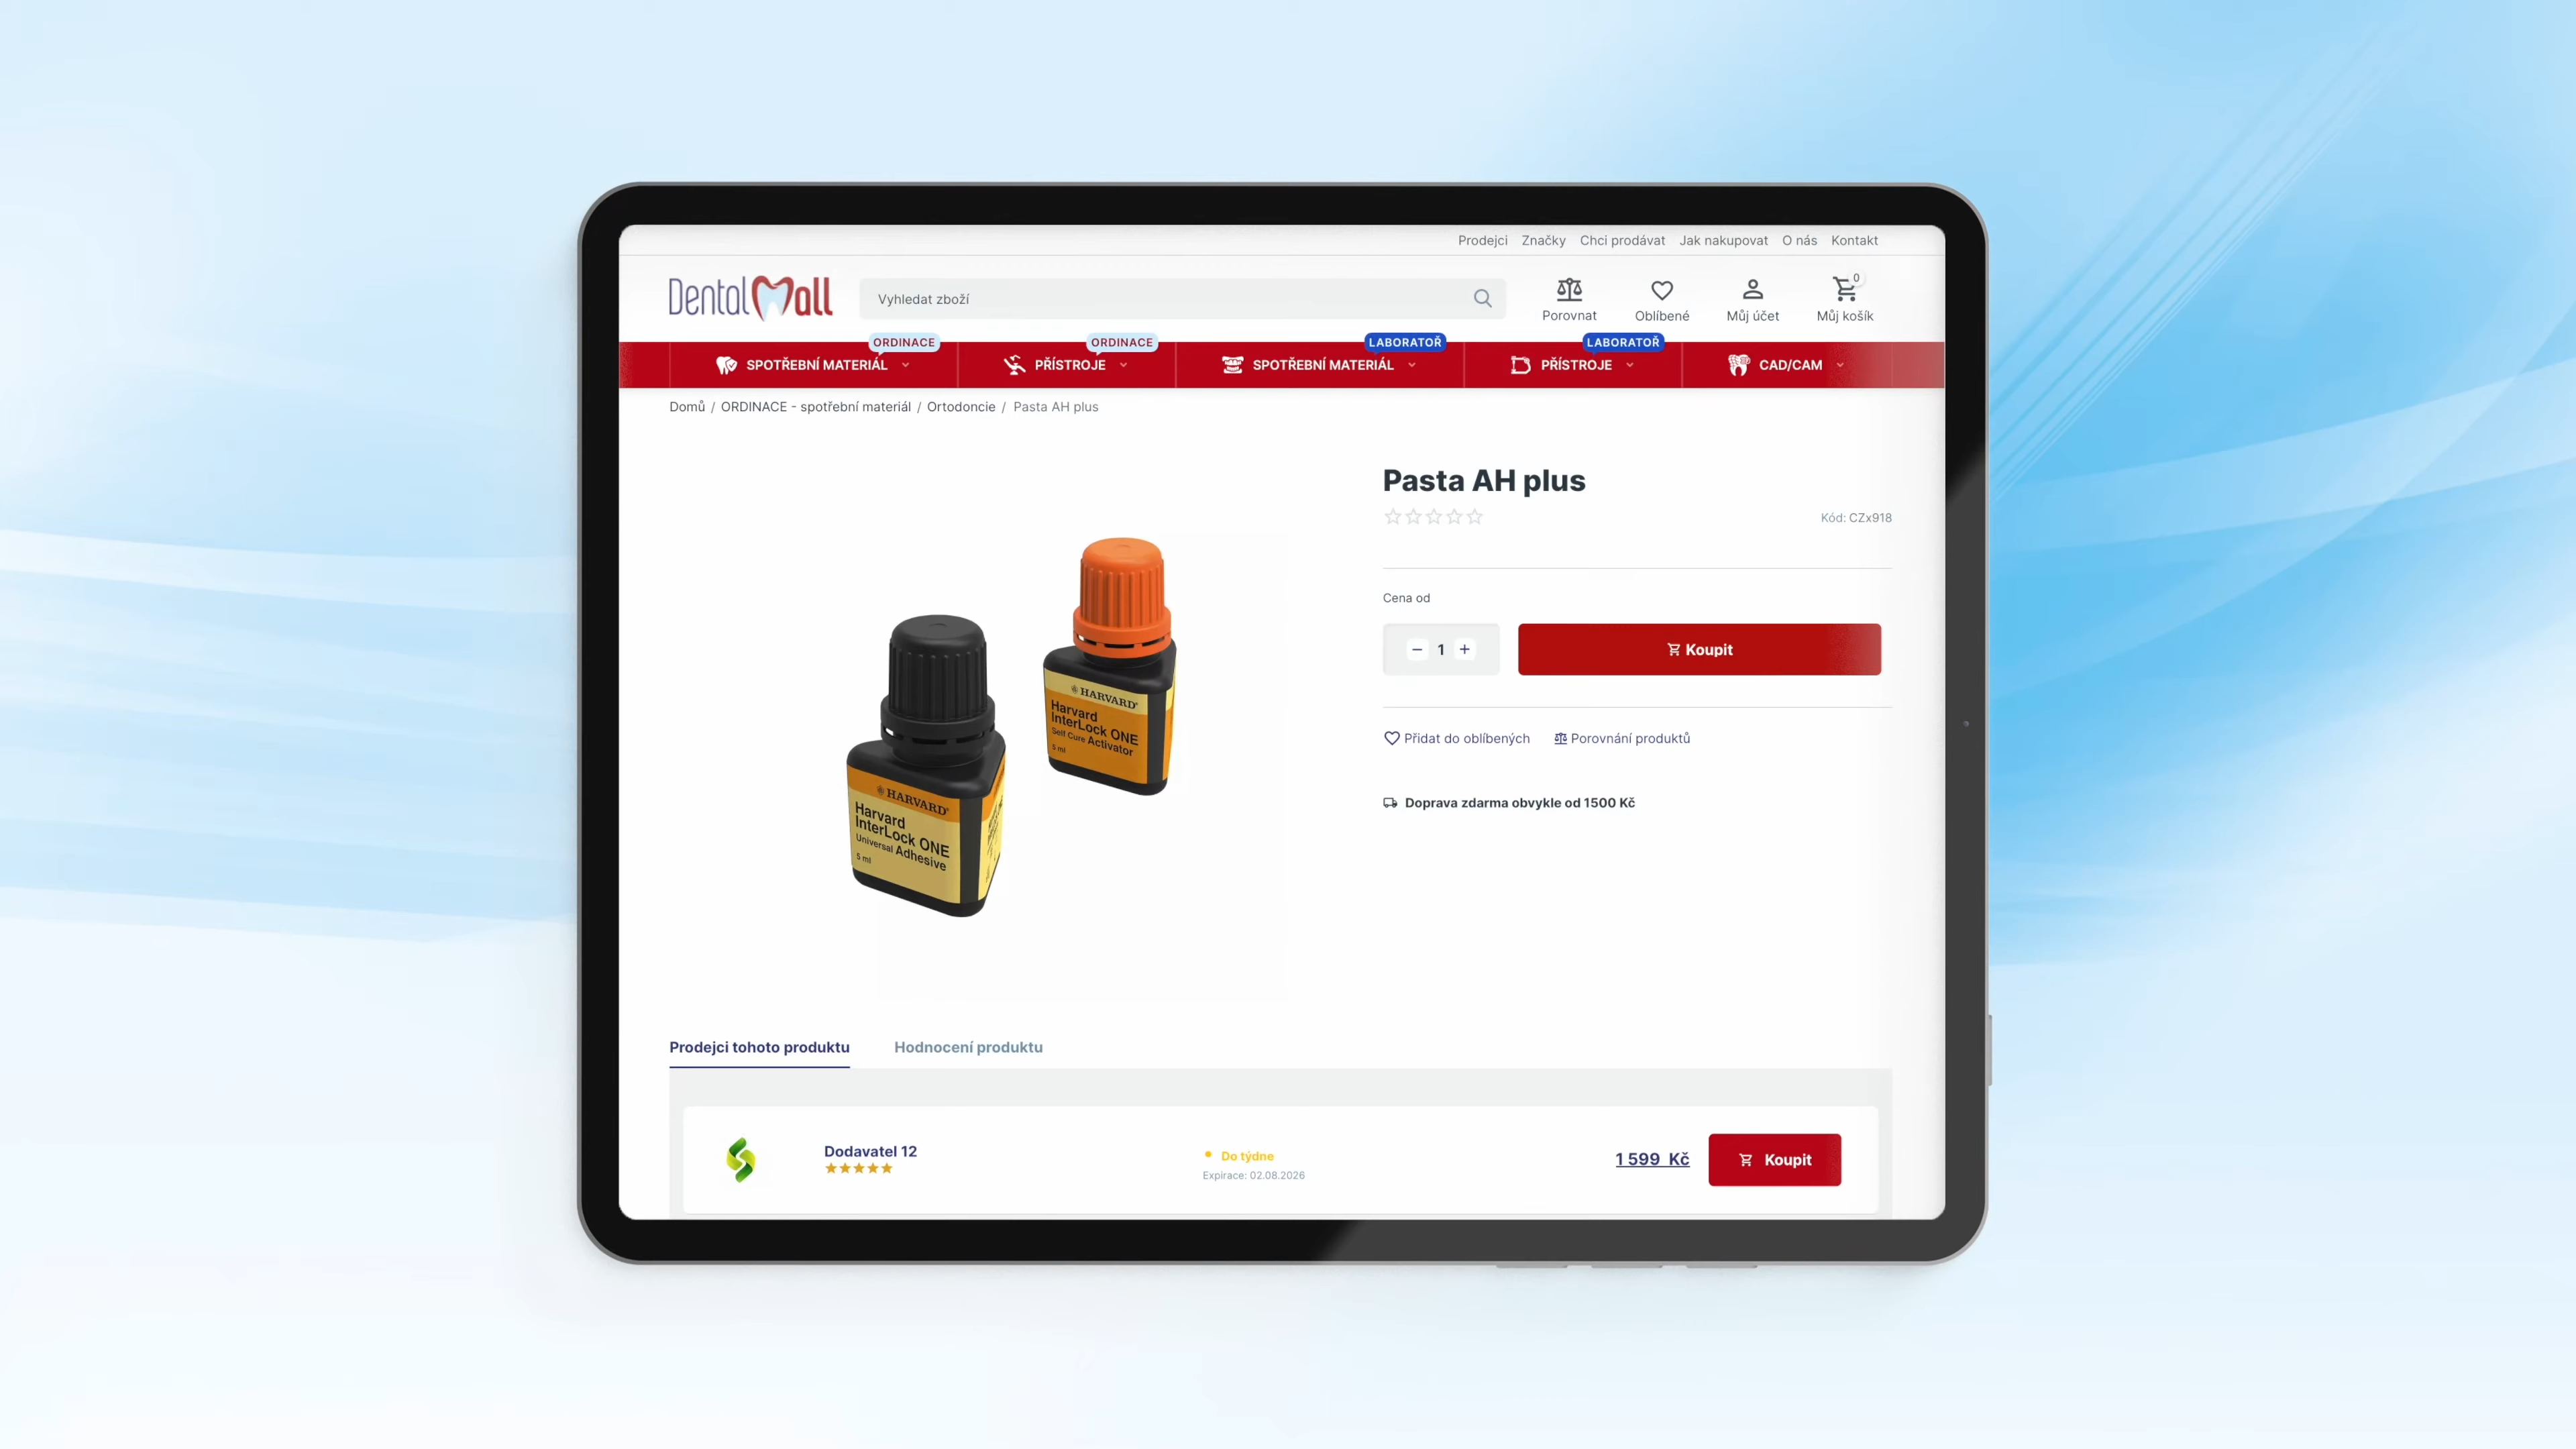 Prodejci Značky Chci prodávat Jak nakupovat O nás Kontakt
DentalMall
Vyhledat zboží
Porovnat
Oblíbené
Můj účet
0
Můj košík
ORDINACE
SPOTŘEBNÍ MATERIÁL
ORDINACE
PŘÍSTROJE
LABORATOŘ
SPOTŘEBNÍ MATERIÁL
LABORATOŘ
PŘÍSTROJE
CAD/CAM
Domů / ORDINACE - spotřební materiál / Ortodoncie / Pasta AH plus
Pasta AH plus
Kód: CZx918
Cena od
− 1 +
Koupit
Přidat do oblíbených
Porovnání produktů
Doprava zdarma obvykle od 1500 Kč
HARVARD
Harvard
InterLock ONE
Self Cure Activator
5 ml
HARVARD
Harvard
InterLock ONE
Universal Adhesive
5 ml
Prodejci tohoto produktu
Hodnocení produktu
Dodavatel 12
Do týdne
Expirace: 02.08.2026
1 599 Kč
Koupit